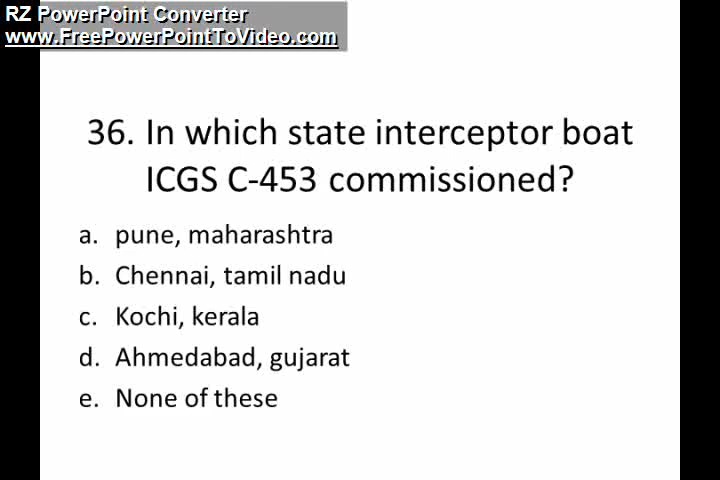 RZ PowerPoint Converter
www.FreePowerPointToVideo.com
36. In which state interceptor boat
ICGS C-453 commissioned?
a. pune, maharashtra
b. Chennai, tamil nadu
c. Kochi, kerala
d. Ahmedabad, gujarat
e. None of these